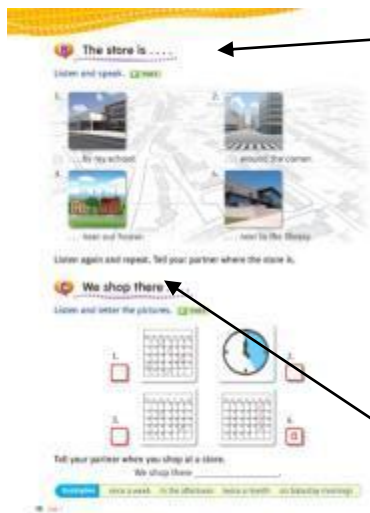 B The store is ....
Listen and speak.
1.
2.
... by my school.
... around the corner.
3.
4.
... near our house.
... next to the library.
Listen again and repeat. Tell your partner where the store is.
C We shop there ....
Listen and letter the pictures.
1.
2.
3.
4.
a
Tell your partner when you shop at a store.
We shop there
once a week
in the afternoon
twice a month
on Saturday mornings